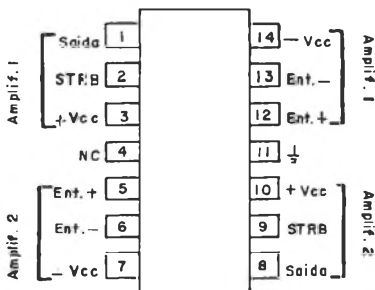 Amplif. 1
Saida 1
STRB 2
+Vcc 3
NC 4
Amplif. 2
Ent.+ 5
Ent.- 6
- Vcc 7
14 - Vcc
13 Ent. -
12 Ent.+
Amplif. 1
11
10 + Vcc
9 STRB
8 Saida
Amplif. 2